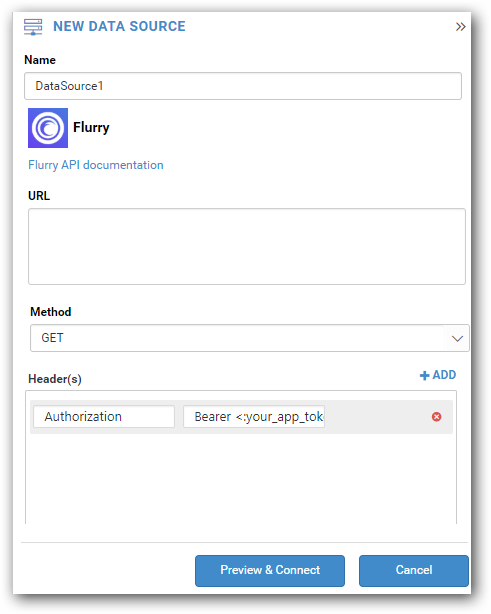 NEW DATA SOURCE
Name
DataSource1
Flurry
Flurry API documentation
URL
Method
GET
Header(s)
ADD
Authorization
Bearer <:your_app_tok
Preview & Connect
Cancel